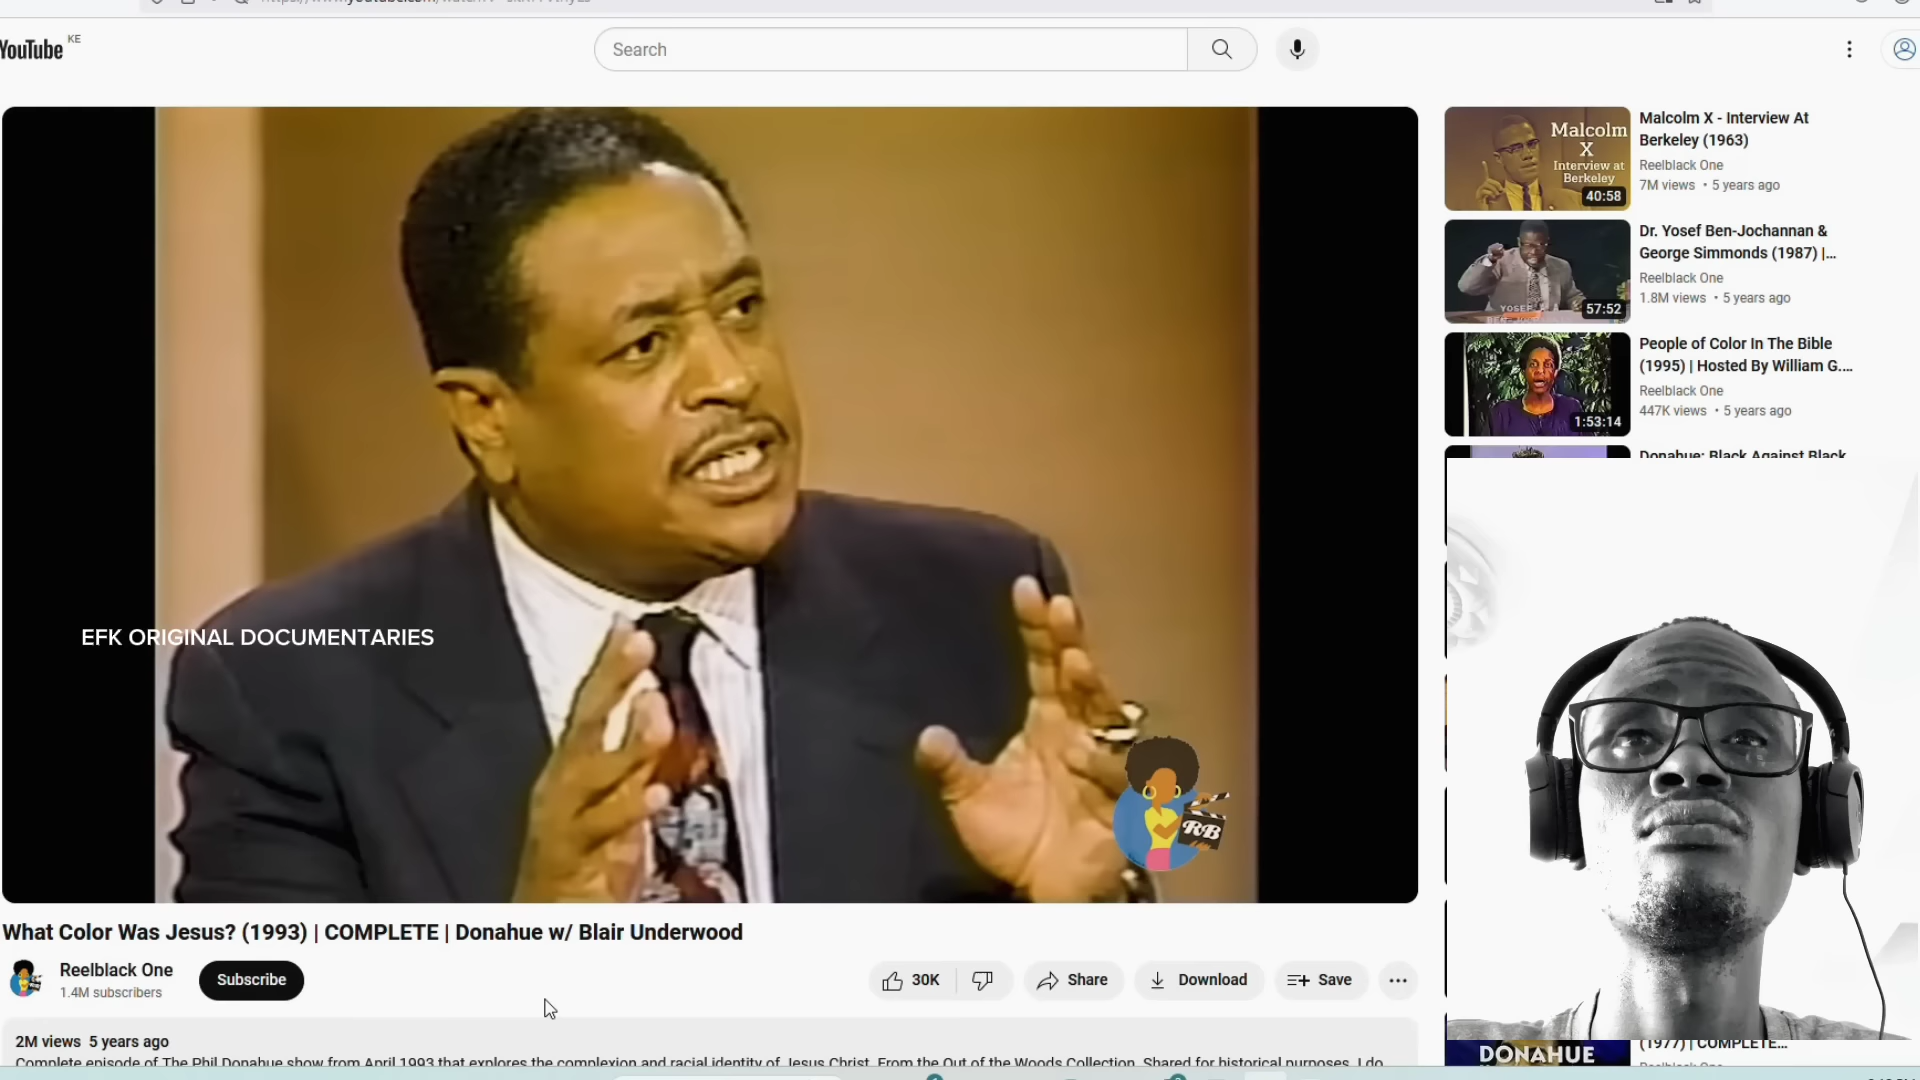 YouTube KE
Search
EFK ORIGINAL DOCUMENTARIES
RB
What Color Was Jesus? (1993) | COMPLETE | Donahue w/ Blair Underwood
Reelblack One
1.4M subscribers
Subscribe
30K
Share
Download
Save
2M views 5 years ago
Complete episode of The Phil Donahue show from April 1993 that explores the complexion and racial identity of Jesus Christ. From the Out of the Woods Collection. Shared for historical purposes. I do
Malcolm
X
Interview at
Berkeley
40:58
Malcolm X - Interview At
Berkeley (1963)
Reelblack One
7M views • 5 years ago
YOSEF
57:52
Dr. Yosef Ben-Jochannan &
George Simmonds (1987) |...
Reelblack One
1.8M views • 5 years ago
1:53:14
People of Color In The Bible
(1995) | Hosted By William G....
Reelblack One
447K views • 5 years ago
Donahue: Black Against Black
DONAHUE
(1977) | COMPLETE...
Reelblack One